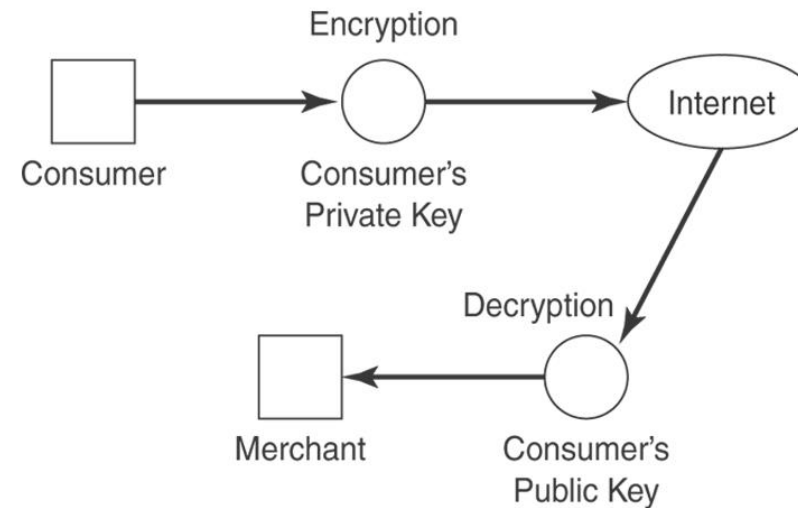 Encryption
Internet
Consumer
Consumer's
Private Key
Decryption
Merchant
Consumer's
Public Key